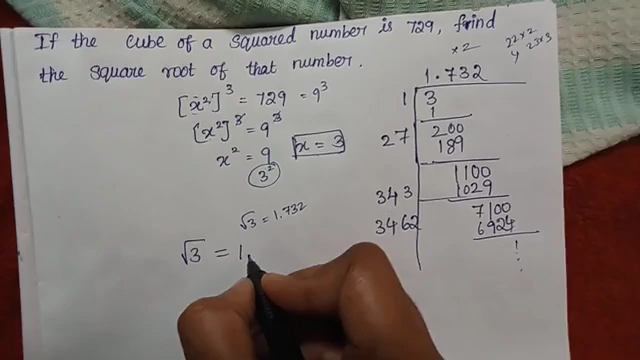 If the cube of a squared number is 729, find
the square root of that number.
[x²]³ = 729 = 9³
[x²]³ = 9³
x² = 9
3²
x = 3
√3 = 1.732
√3 = 1.
×2
22×2
4 23×3
1.732
1 3
1
27 200
189
343 1100
1029
3462 7100
6924